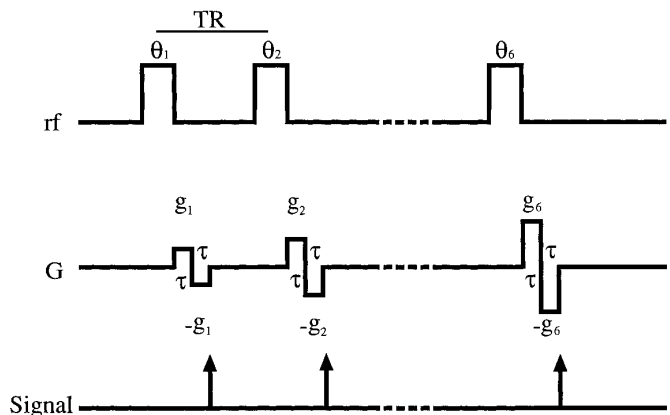 TR
θ₁ θ₂ θ₆
rf
g₁ g₂ g₆
G τ τ τ τ τ τ
-g₁ -g₂ -g₆
Signal